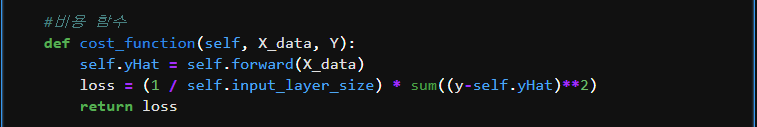 #비용 함수
def cost_function(self, X_data, Y):
self.yHat = self.forward(X_data)
loss = (1 / self.input_layer_size) * sum((y-self.yHat)**2)
return loss